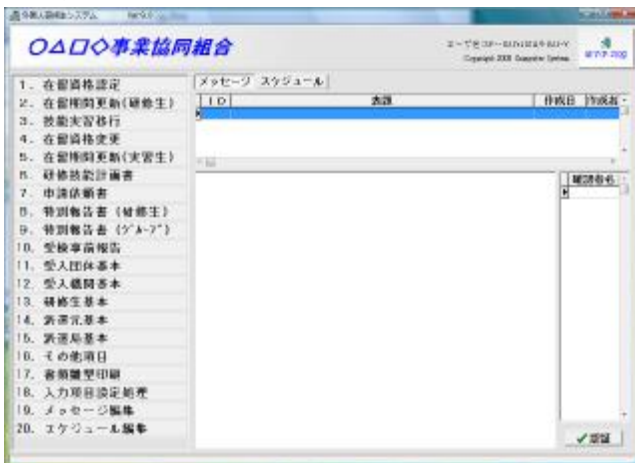 ○△□◇事業協同組合
メッセージ スケジュール
ID 表題 作成日 作成者
確認者名
1. 在留資格認定
2. 在留期間更新(研修生)
3. 技能実習移行
4. 在留資格変更
5. 在留期間更新(実習生)
6. 研修技能計画書
7. 申請依頼書
8. 特別報告書(研修生)
9. 特別報告書(グループ)
10. 受検事前報告
11. 受入団体基本
12. 受入機関基本
13. 研修生基本
14. 派遣元基本
15. 派遣局基本
16. その他項目
17. 書類雛型印刷
18. 入力項目設定処理
19. メッセージ編集
20. スケジュール編集
認証